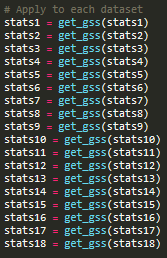 # Apply to each dataset
stats1 = get_gss(stats1)
stats2 = get_gss(stats2)
stats3 = get_gss(stats3)
stats4 = get_gss(stats4)
stats5 = get_gss(stats5)
stats6 = get_gss(stats6)
stats7 = get_gss(stats7)
stats8 = get_gss(stats8)
stats9 = get_gss(stats9)
stats10 = get_gss(stats10)
stats11 = get_gss(stats11)
stats12 = get_gss(stats12)
stats13 = get_gss(stats13)
stats14 = get_gss(stats14)
stats15 = get_gss(stats15)
stats16 = get_gss(stats16)
stats17 = get_gss(stats17)
stats18 = get_gss(stats18)